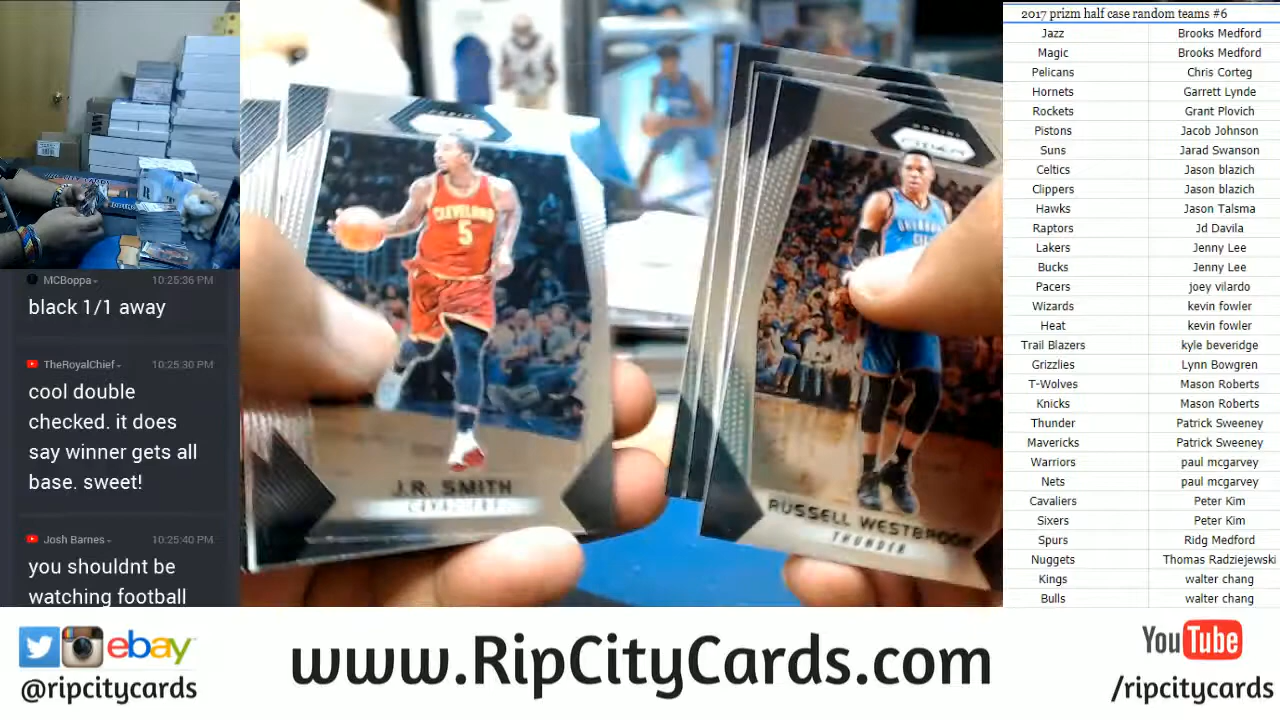 MCBoppa
10:25:36 PM
black 1/1 away
TheRoyalChief
10:25:30 PM
cool double
checked. it does
say winner gets all
base. sweet!
Josh Barnes
10:25:40 PM
you shouldnt be
watching football
CLEVELAND
5
J.R. SMITH
CAVALIERS
PRIZM
RUSSELL WESTBROOK
THUNDER
2017 prizm half case random teams #6
Jazz Brooks Medford
Magic Brooks Medford
Pelicans Chris Corteg
Hornets Garrett Lynde
Rockets Grant Plovich
Pistons Jacob Johnson
Suns Jarad Swanson
Celtics Jason blazich
Clippers Jason blazich
Hawks Jason Talsma
Raptors Jd Davila
Lakers Jenny Lee
Bucks Jenny Lee
Pacers joey vilardo
Wizards kevin fowler
Heat kevin fowler
Trail Blazers kyle beveridge
Grizzlies Lynn Bowgren
T-Wolves Mason Roberts
Knicks Mason Roberts
Thunder Patrick Sweeney
Mavericks Patrick Sweeney
Warriors paul mcgarvey
Nets paul mcgarvey
Cavaliers Peter Kim
Sixers Peter Kim
Spurs Ridg Medford
Nuggets Thomas Radziejewski
Kings walter chang
Bulls walter chang
ebay
@ripcitycards
www.RipCityCards.com
YouTube
/ripcitycards